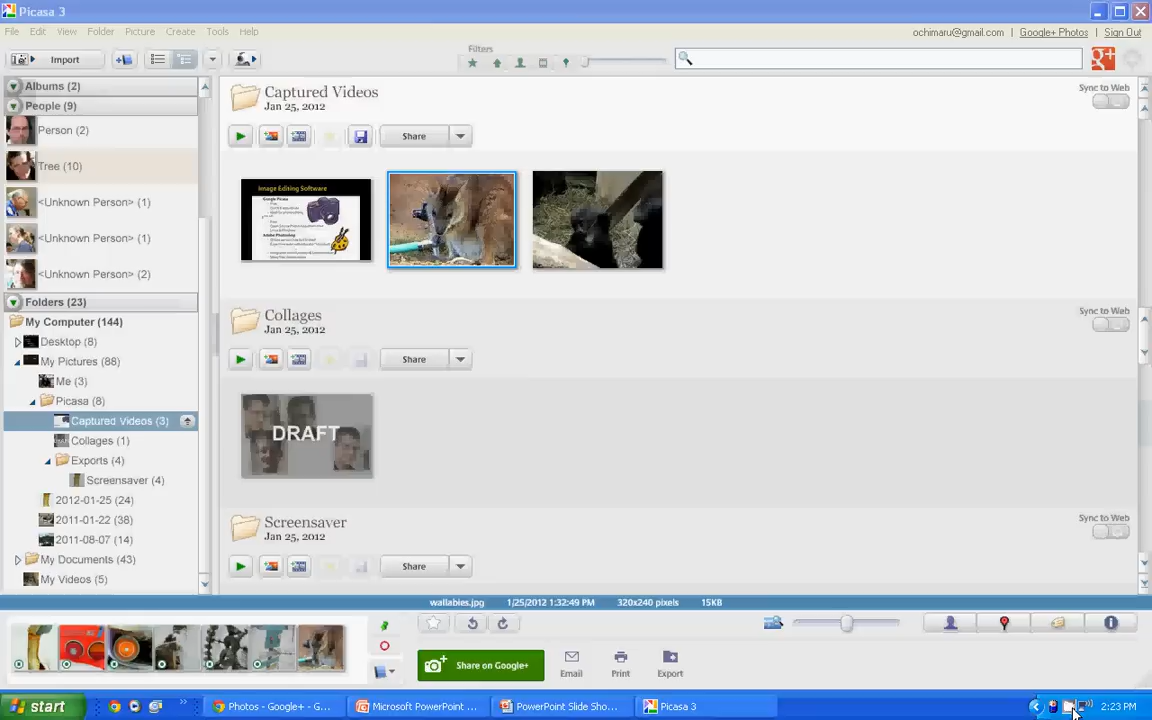 Picasa 3
File Edit View Folder Picture Create Tools Help
ochimaru@gmail.com | Google+ Photos | Sign Out
Import
Filters
Albums (2)
People (9)
Person (2)
Tree (10)
<Unknown Person> (1)
<Unknown Person> (1)
<Unknown Person> (2)
Folders (23)
My Computer (144)
Desktop (8)
My Pictures (88)
Me (3)
Picasa (8)
Captured Videos (3)
Collages (1)
Exports (4)
Screensaver (4)
2012-01-25 (24)
2011-01-22 (38)
2011-08-07 (14)
My Documents (43)
My Videos (5)
Captured Videos
Jan 25, 2012
Sync to Web
Share
Image Editing Software
Google Picasa
Adobe Photoshop
Collages
Jan 25, 2012
Sync to Web
Share
DRAFT
Screensaver
Jan 25, 2012
Sync to Web
Share
wallabies.jpg 1/25/2012 1:32:49 PM 320x240 pixels 15KB
Share on Google+
Email
Print
Export
start
Photos - Google+ - G...
Microsoft PowerPoint ...
PowerPoint Slide Sho...
Picasa 3
2:23 PM